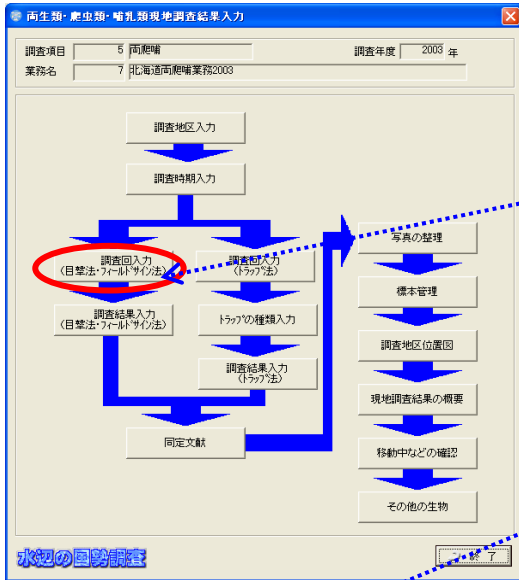 両生類・爬虫類・哺乳類現地調査結果入力
調査項目 5 両爬哺 調査年度 2003 年
業務名 7 北海道両爬哺業務2003
調査地区入力
調査時期入力
調査回入力
(目撃法・フィールドサイン法)
調査結果入力
(目撃法・フィールドサイン法)
調査回入力
(トラップ法)
トラップの種類入力
調査結果入力
(トラップ法)
同定文献
写真の整理
標本管理
調査地区位置図
現地調査結果の概要
移動中などの確認
その他の生物
水辺の国勢調査
終 了